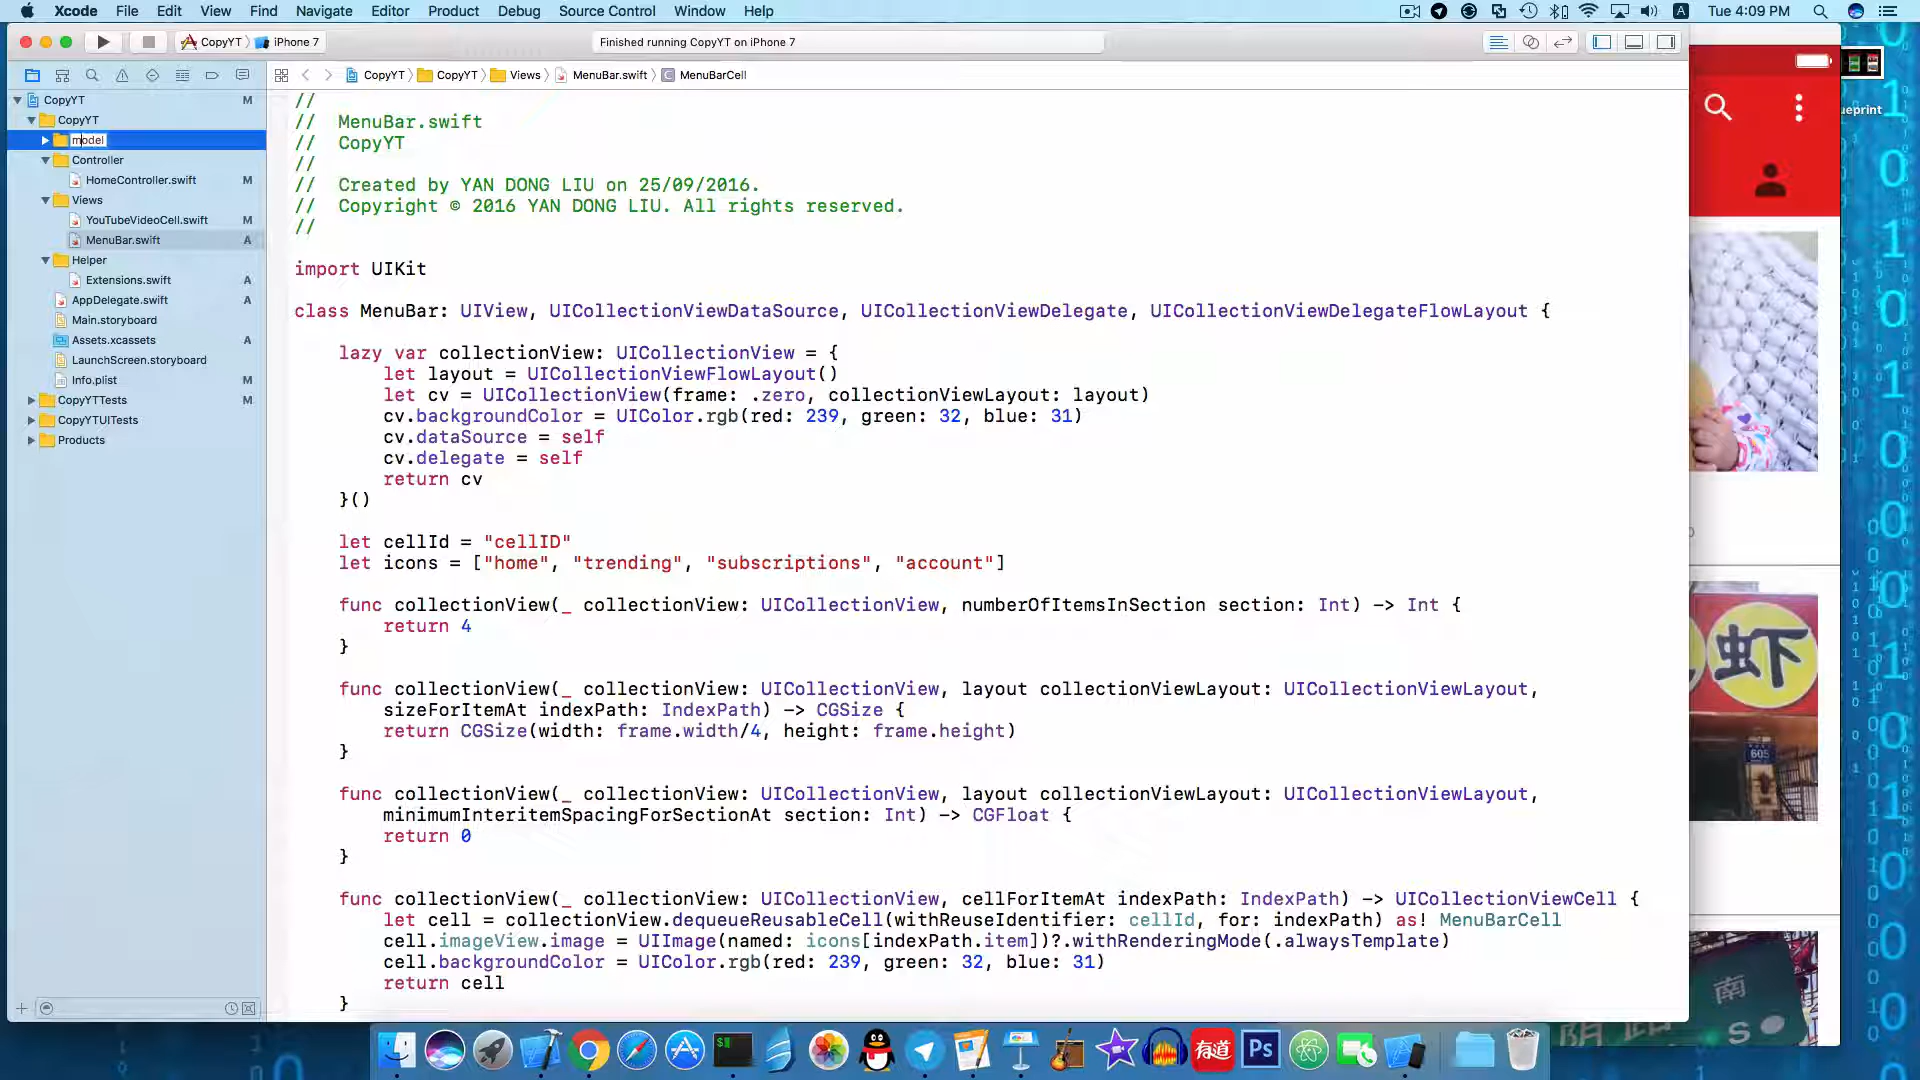 Xcode File Edit View Find Navigate Editor Product Debug Source Control Window Help
A Tue 4:09 PM
CopyYT iPhone 7
Finished running CopyYT on iPhone 7
CopyYT CopyYT Views MenuBar.swift C MenuBarCell
CopyYT M
CopyYT
model
Controller
HomeController.swift M
Views
YouTubeVideoCell.swift M
MenuBar.swift A
Helper
Extensions.swift A
AppDelegate.swift A
Main.storyboard
Assets.xcassets A
LaunchScreen.storyboard
Info.plist M
CopyYTTests M
CopyYTUITests
Products
//
// MenuBar.swift
// CopyYT
//
// Created by YAN DONG LIU on 25/09/2016.
// Copyright © 2016 YAN DONG LIU. All rights reserved.
//
import UIKit
class MenuBar: UIView, UICollectionViewDataSource, UICollectionViewDelegate, UICollectionViewDelegateFlowLayout {
lazy var collectionView: UICollectionView = {
let layout = UICollectionViewFlowLayout()
let cv = UICollectionView(frame: .zero, collectionViewLayout: layout)
cv.backgroundColor = UIColor.rgb(red: 239, green: 32, blue: 31)
cv.dataSource = self
cv.delegate = self
return cv
}()
let cellId = "cellID"
let icons = ["home", "trending", "subscriptions", "account"]
func collectionView(_ collectionView: UICollectionView, numberOfItemsInSection section: Int) -> Int {
return 4
}
func collectionView(_ collectionView: UICollectionView, layout collectionViewLayout: UICollectionViewLayout,
sizeForItemAt indexPath: IndexPath) -> CGSize {
return CGSize(width: frame.width/4, height: frame.height)
}
func collectionView(_ collectionView: UICollectionView, layout collectionViewLayout: UICollectionViewLayout,
minimumInteritemSpacingForSectionAt section: Int) -> CGFloat {
return 0
}
func collectionView(_ collectionView: UICollectionView, cellForItemAt indexPath: IndexPath) -> UICollectionViewCell {
let cell = collectionView.dequeueReusableCell(withReuseIdentifier: cellId, for: indexPath) as! MenuBarCell
cell.imageView.image = UIImage(named: icons[indexPath.item])?.withRenderingMode(.alwaysTemplate)
cell.backgroundColor = UIColor.rgb(red: 239, green: 32, blue: 31)
return cell
}
eprint
虾
605
南
有道
Ps